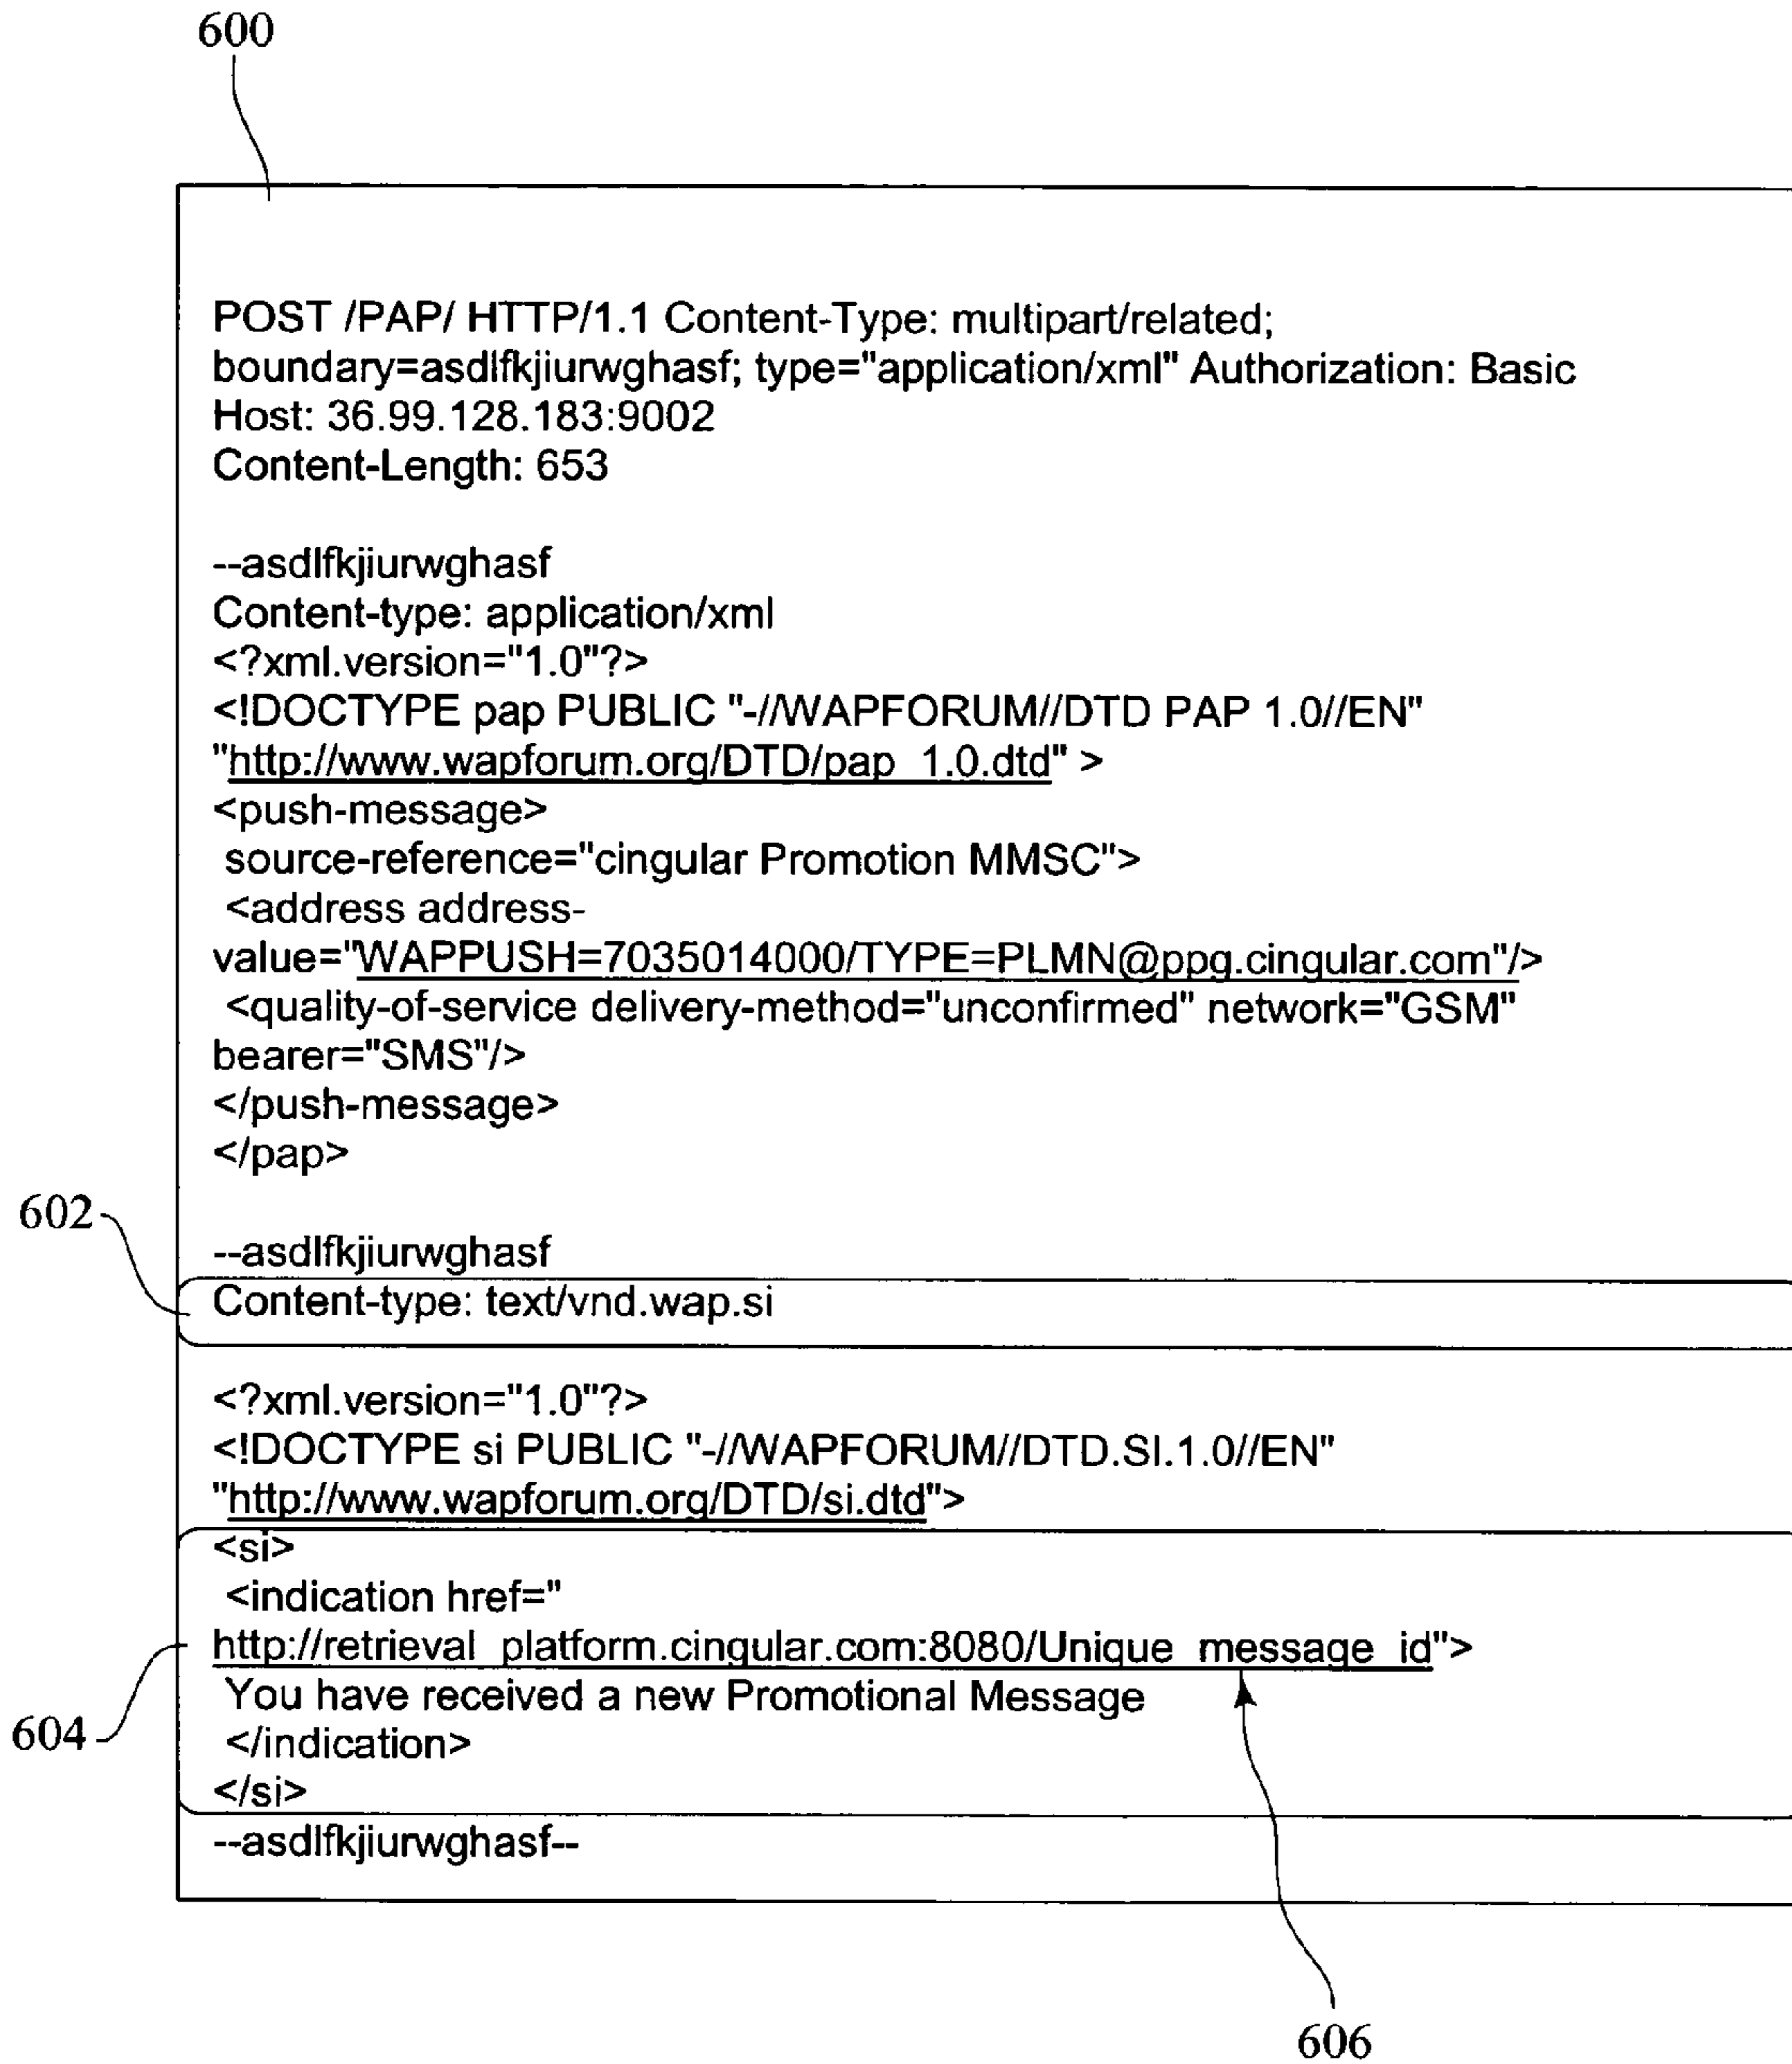 600
POST /PAP/ HTTP/1.1 Content-Type: multipart/related;
boundary=asdlfkjiurwghasf; type="application/xml" Authorization: Basic
Host: 36.99.128.183:9002
Content-Length: 653
--asdlfkjiurwghasf
Content-type: application/xml
<?xml.version="1.0"?>
<!DOCTYPE pap PUBLIC "-//WAPFORUM//DTD PAP 1.0//EN"
"http://www.wapforum.org/DTD/pap_1.0.dtd" >
<push-message>
source-reference="cingular Promotion MMSC">
<address address-
value="WAPPUSH=7035014000/TYPE=PLMN@ppg.cingular.com"/>
<quality-of-service delivery-method="unconfirmed" network="GSM"
bearer="SMS"/>
</push-message>
</pap>
602
--asdlfkjiurwghasf
Content-type: text/vnd.wap.si
<?xml.version="1.0"?>
<!DOCTYPE si PUBLIC "-//WAPFORUM//DTD.SI.1.0//EN"
"http://www.wapforum.org/DTD/si.dtd">
<si>
<indication href="
http://retrieval_platform.cingular.com:8080/Unique_message_id">
You have received a new Promotional Message
604
</indication>
</si>
--asdlfkjiurwghasf--
606